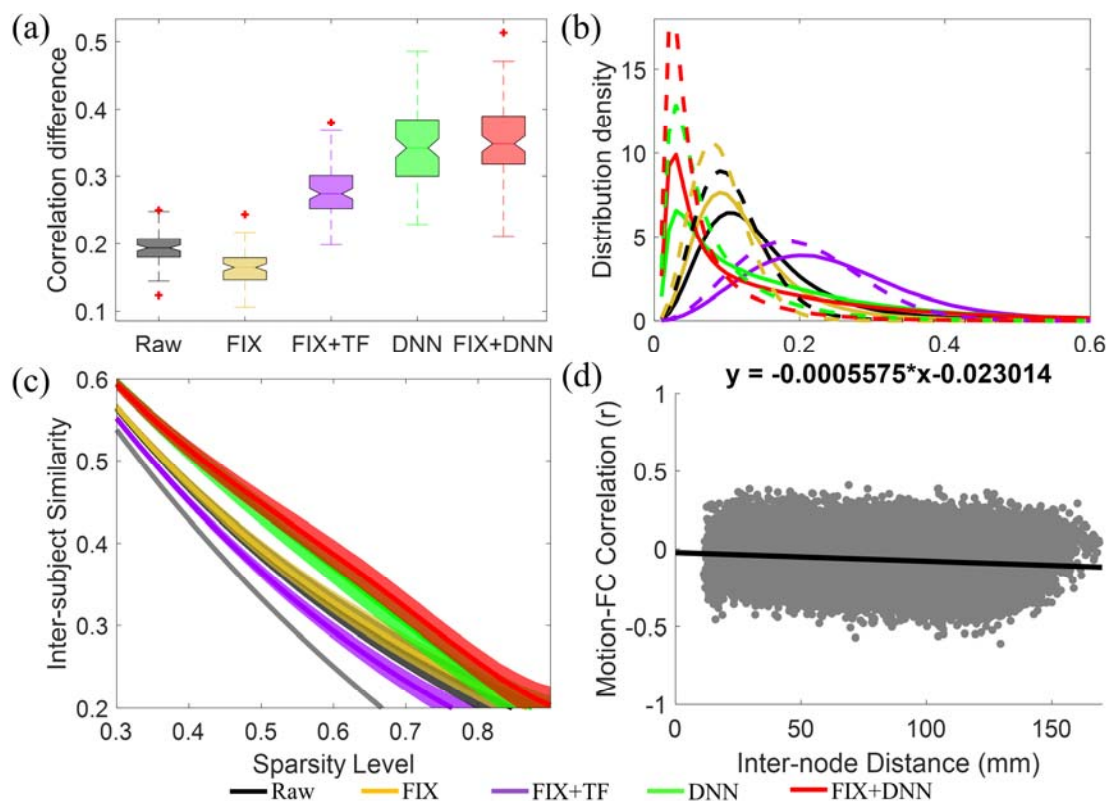 (a)
Correlation difference
0.5
0.4
0.3
0.2
0.1
Raw FIX FIX+TF DNN FIX+DNN
(b)
Distribution density
15
10
5
0
0 0.2 0.4 0.6
(c)
Inter-subject Similarity
0.6
0.5
0.4
0.3
0.2
0.3 0.4 0.5 0.6 0.7 0.8
Sparsity Level
y = -0.0005575*x-0.023014
(d)
Motion-FC Correlation (r)
1
0.5
0
-0.5
-1
0 50 100 150
Inter-node Distance (mm)
Raw FIX FIX+TF DNN FIX+DNN